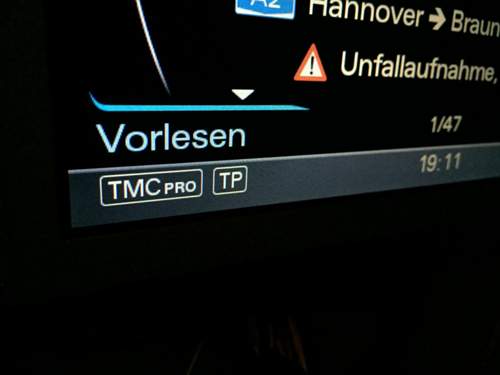 A2
Hannover → Braun
Unfallaufnahme,
1/47
Vorlesen
19:11
TMC PRO TP